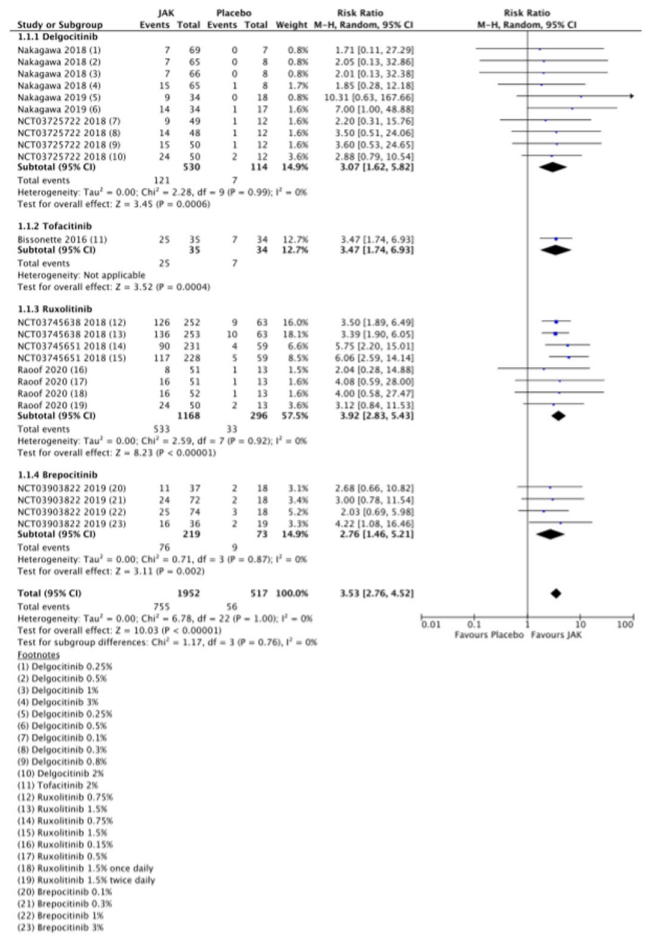 JAK Placebo Risk Ratio Risk Ratio
Study or Subgroup Events Total Events Total Weight M-H, Random, 95% CI M-H, Random, 95% CI
1.1.1 Delgocitinib
Nakagawa 2018 (1) 7 69 0 7 0.8% 1.71 [0.11, 27.29]
Nakagawa 2018 (2) 7 65 0 8 0.8% 2.05 [0.13, 32.86]
Nakagawa 2018 (3) 7 66 0 8 0.8% 2.01 [0.13, 32.38]
Nakagawa 2018 (4) 15 65 1 8 1.7% 1.85 [0.28, 12.18]
Nakagawa 2019 (5) 9 34 0 18 0.8% 10.31 [0.63, 167.66]
Nakagawa 2019 (6) 14 34 1 17 1.6% 7.00 [1.00, 48.88]
NCT03725722 2018 (7) 9 49 1 12 1.6% 2.20 [0.31, 15.76]
NCT03725722 2018 (8) 14 48 1 12 1.6% 3.50 [0.51, 24.06]
NCT03725722 2018 (9) 15 50 1 12 1.6% 3.60 [0.53, 24.65]
NCT03725722 2018 (10) 24 50 2 12 3.6% 2.88 [0.79, 10.54]
Subtotal (95% CI) 530 114 14.9% 3.07 [1.62, 5.82]
Total events 121 7
Heterogeneity: Tau² = 0.00; Chi² = 2.28, df = 9 (P = 0.99); I² = 0%
Test for overall effect: Z = 3.45 (P = 0.0006)
1.1.2 Tofacitinib
Bissonette 2016 (11) 25 35 7 34 12.7% 3.47 [1.74, 6.93]
Subtotal (95% CI) 35 34 12.7% 3.47 [1.74, 6.93]
Total events 25 7
Heterogeneity: Not applicable
Test for overall effect: Z = 3.52 (P = 0.0004)
1.1.3 Ruxolitinib
NCT03745638 2018 (12) 126 252 9 63 16.0% 3.50 [1.89, 6.49]
NCT03745638 2018 (13) 136 253 10 63 18.1% 3.39 [1.90, 6.05]
NCT03745651 2018 (14) 90 231 4 59 6.6% 5.75 [2.20, 15.01]
NCT03745651 2018 (15) 117 228 5 59 8.5% 6.06 [2.59, 14.14]
Raoof 2020 (16) 8 51 1 13 1.5% 2.04 [0.28, 14.88]
Raoof 2020 (17) 16 51 1 13 1.6% 4.08 [0.59, 28.00]
Raoof 2020 (18) 16 52 1 13 1.6% 4.00 [0.58, 27.47]
Raoof 2020 (19) 24 50 2 13 3.6% 3.12 [0.84, 11.53]
Subtotal (95% CI) 1168 296 57.5% 3.92 [2.83, 5.43]
Total events 533 33
Heterogeneity: Tau² = 0.00; Chi² = 2.59, df = 7 (P = 0.92); I² = 0%
Test for overall effect: Z = 8.23 (P < 0.00001)
1.1.4 Brepocitinib
NCT03903822 2019 (20) 11 37 2 18 3.1% 2.68 [0.66, 10.82]
NCT03903822 2019 (21) 24 72 2 18 3.4% 3.00 [0.78, 11.54]
NCT03903822 2019 (22) 25 74 3 18 5.2% 2.03 [0.69, 5.98]
NCT03903822 2019 (23) 16 36 2 19 3.3% 4.22 [1.08, 16.46]
Subtotal (95% CI) 219 73 14.9% 2.76 [1.46, 5.21]
Total events 76 9
Heterogeneity: Tau² = 0.00; Chi² = 0.71, df = 3 (P = 0.87); I² = 0%
Test for overall effect: Z = 3.11 (P = 0.002)
Total (95% CI) 1952 517 100.0% 3.53 [2.76, 4.52]
Total events 755 56
Heterogeneity: Tau² = 0.00; Chi² = 6.78, df = 22 (P = 1.00); I² = 0%
Test for overall effect: Z = 10.03 (P < 0.00001)
Test for subgroup differences: Chi² = 1.17, df = 3 (P = 0.76), I² = 0%
0.01 0.1 1 10 100
Favours Placebo Favours JAK
Footnotes
(1) Delgocitinib 0.25%
(2) Delgocitinib 0.5%
(3) Delgocitinib 1%
(4) Delgocitinib 3%
(5) Delgocitinib 0.25%
(6) Delgocitinib 0.5%
(7) Delgocitinib 0.1%
(8) Delgocitinib 0.3%
(9) Delgocitinib 0.8%
(10) Delgocitinib 2%
(11) Tofacitinib 2%
(12) Ruxolitinib 0.75%
(13) Ruxolitinib 1.5%
(14) Ruxolitinib 0.75%
(15) Ruxolitinib 1.5%
(16) Ruxolitinib 0.15%
(17) Ruxolitinib 0.5%
(18) Ruxolitinib 1.5% once daily
(19) Ruxolitinib 1.5% twice daily
(20) Brepocitinib 0.1%
(21) Brepocitinib 0.3%
(22) Brepocitinib 1%
(23) Brepocitinib 3%